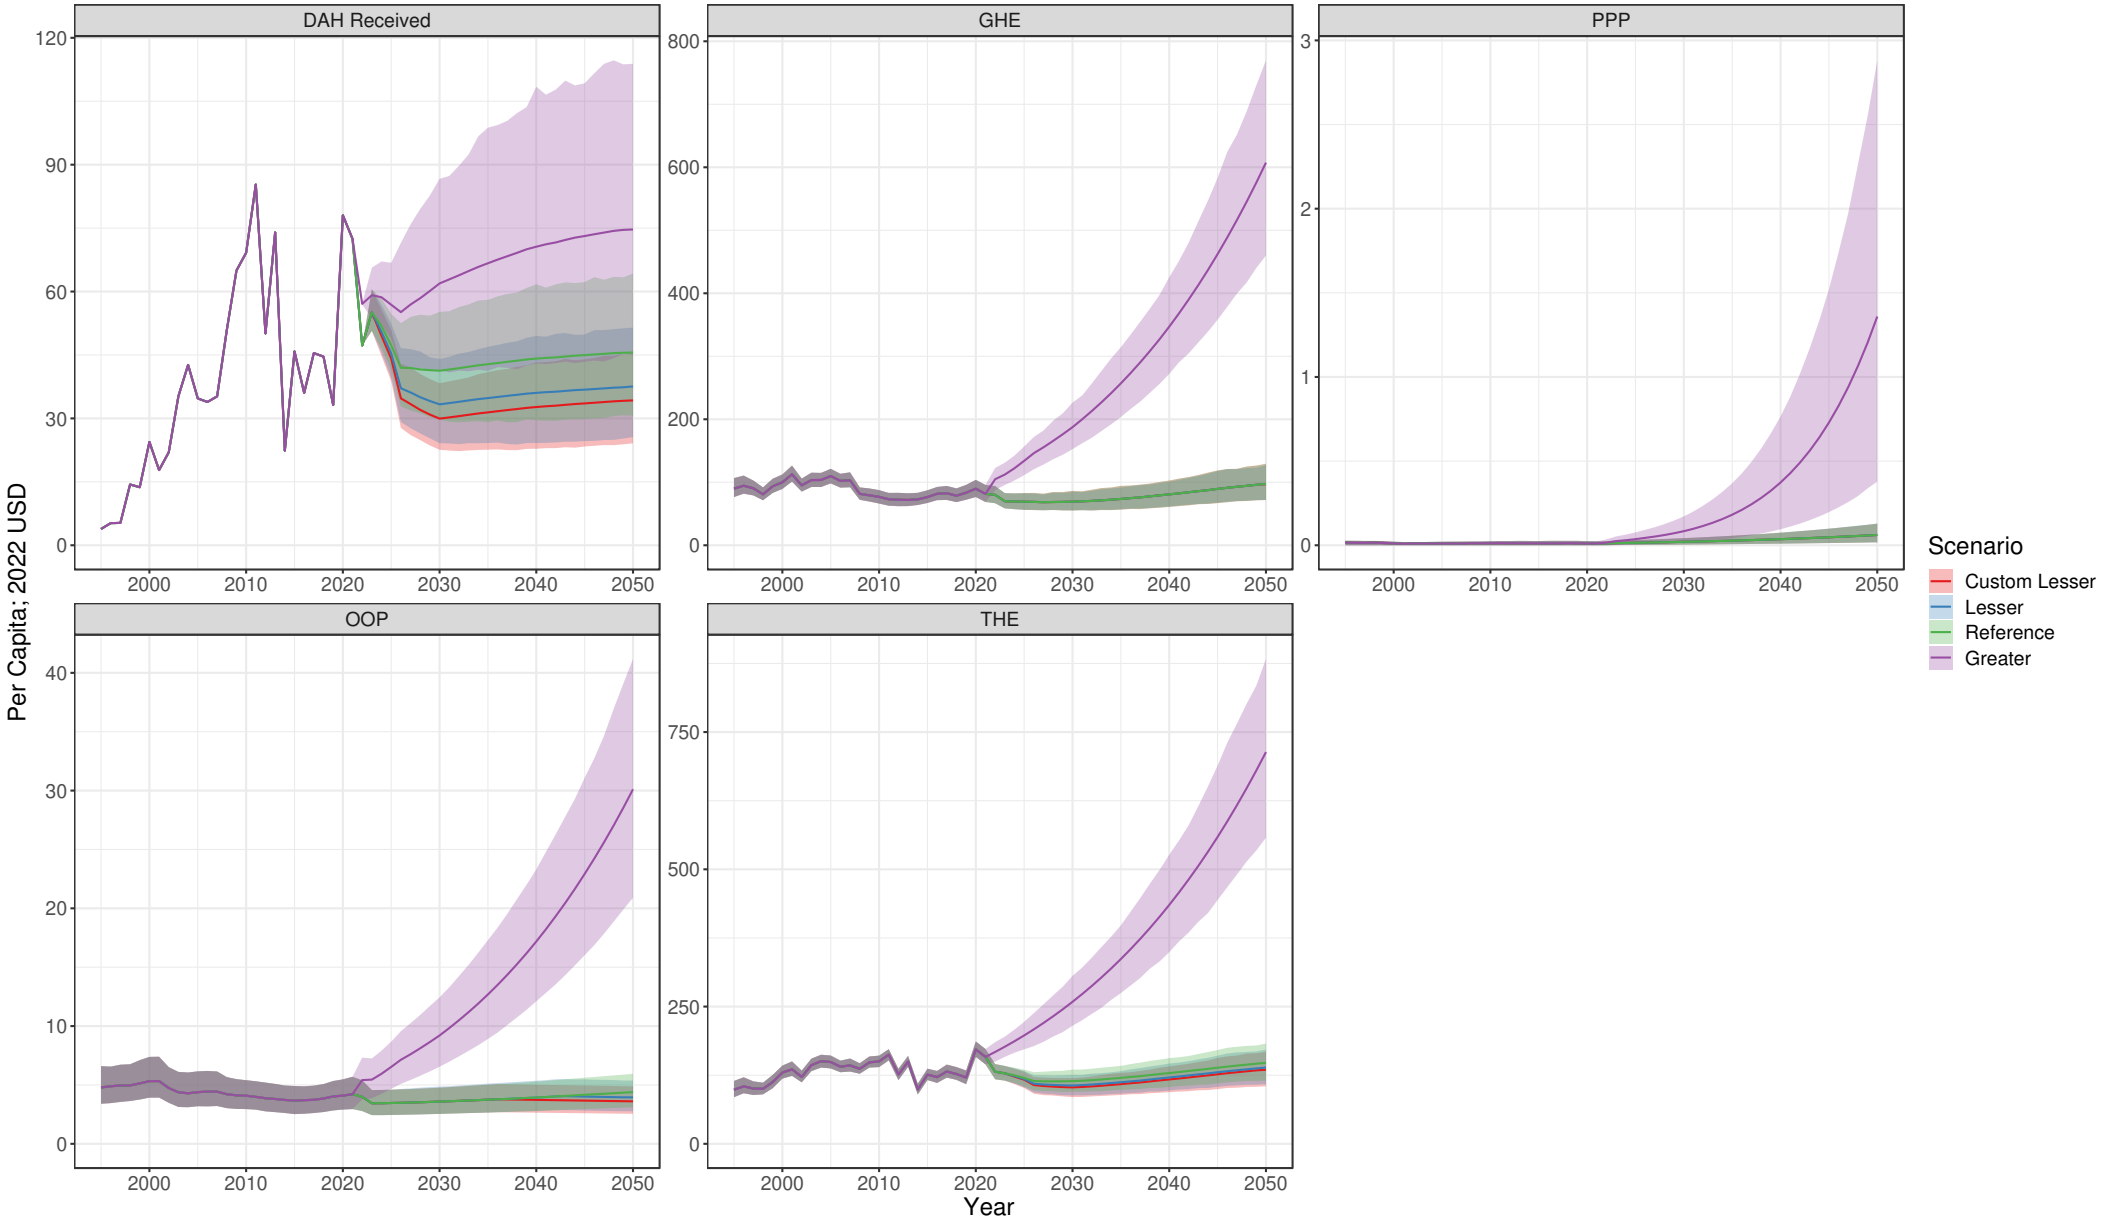 DAH Received
GHE
PPP
120
90
60
30
0
800
600
400
200
0
3
2
1
0
2000 2010 2020 2030 2040 2050
2000 2010 2020 2030 2040 2050
2000 2010 2020 2030 2040 2050
OOP
THE
40
30
20
10
0
750
500
250
0
2000 2010 2020 2030 2040 2050
2000 2010 2020 2030 2040 2050
Per Capita; 2022 USD
Year
Scenario
Custom Lesser
Lesser
Reference
Greater